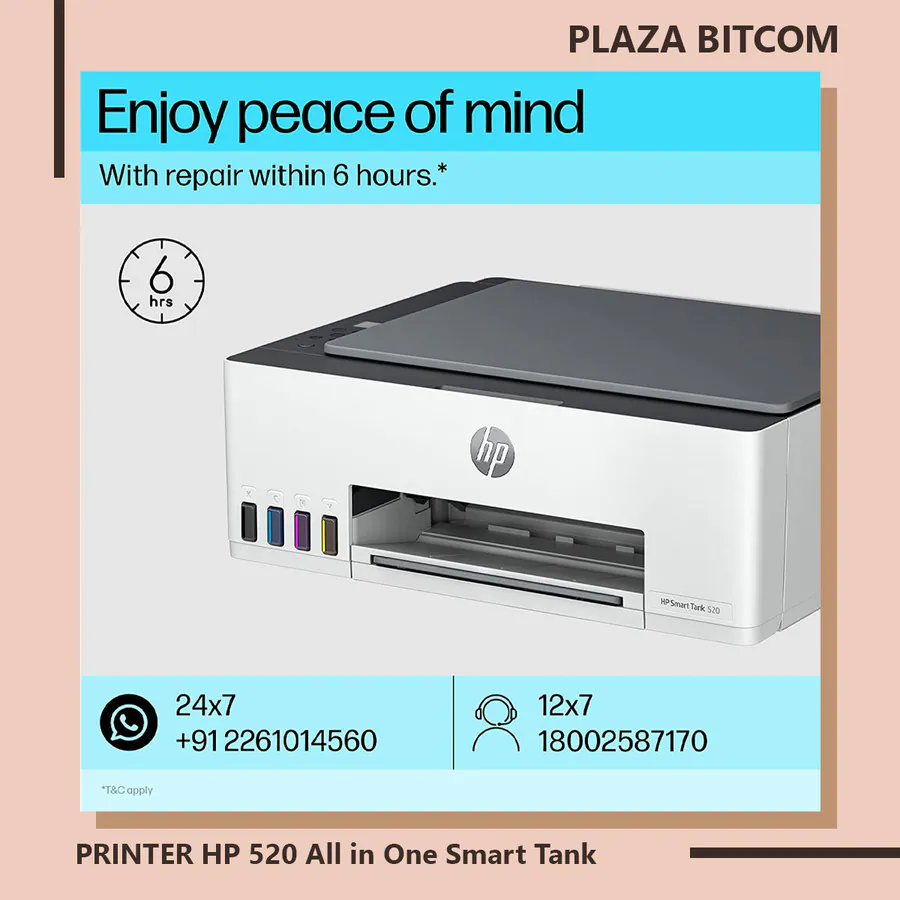 PLAZA BITCOM
Enjoy peace of mind
With repair within 6 hours.*
6
hrs
hp
K C M Y
HP Smart Tank 520
24x7
+91 2261014560
12x7
18002587170
*T&C apply
PRINTER HP 520 All in One Smart Tank